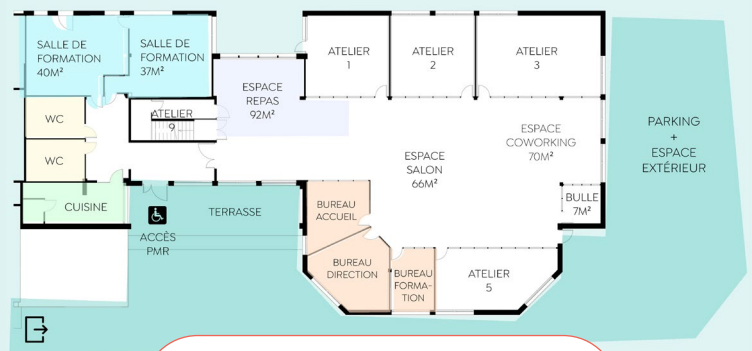 SALLE DE
FORMATION
40M²
SALLE DE
FORMATION
37M²
ESPACE
REPAS
92M²
ATELIER
1
ATELIER
2
ATELIER
3
WC
WC
ATELIER
9
ESPACE
COWORKING
70M²
ESPACE
SALON
66M²
PARKING
+
ESPACE
EXTÉRIEUR
CUISINE
TERRASSE
ACCÈS
PMR
BUREAU
ACCUEIL
BULLE
7M²
BUREAU
DIRECTION
BUREAU
FORMA-
TION
ATELIER
5